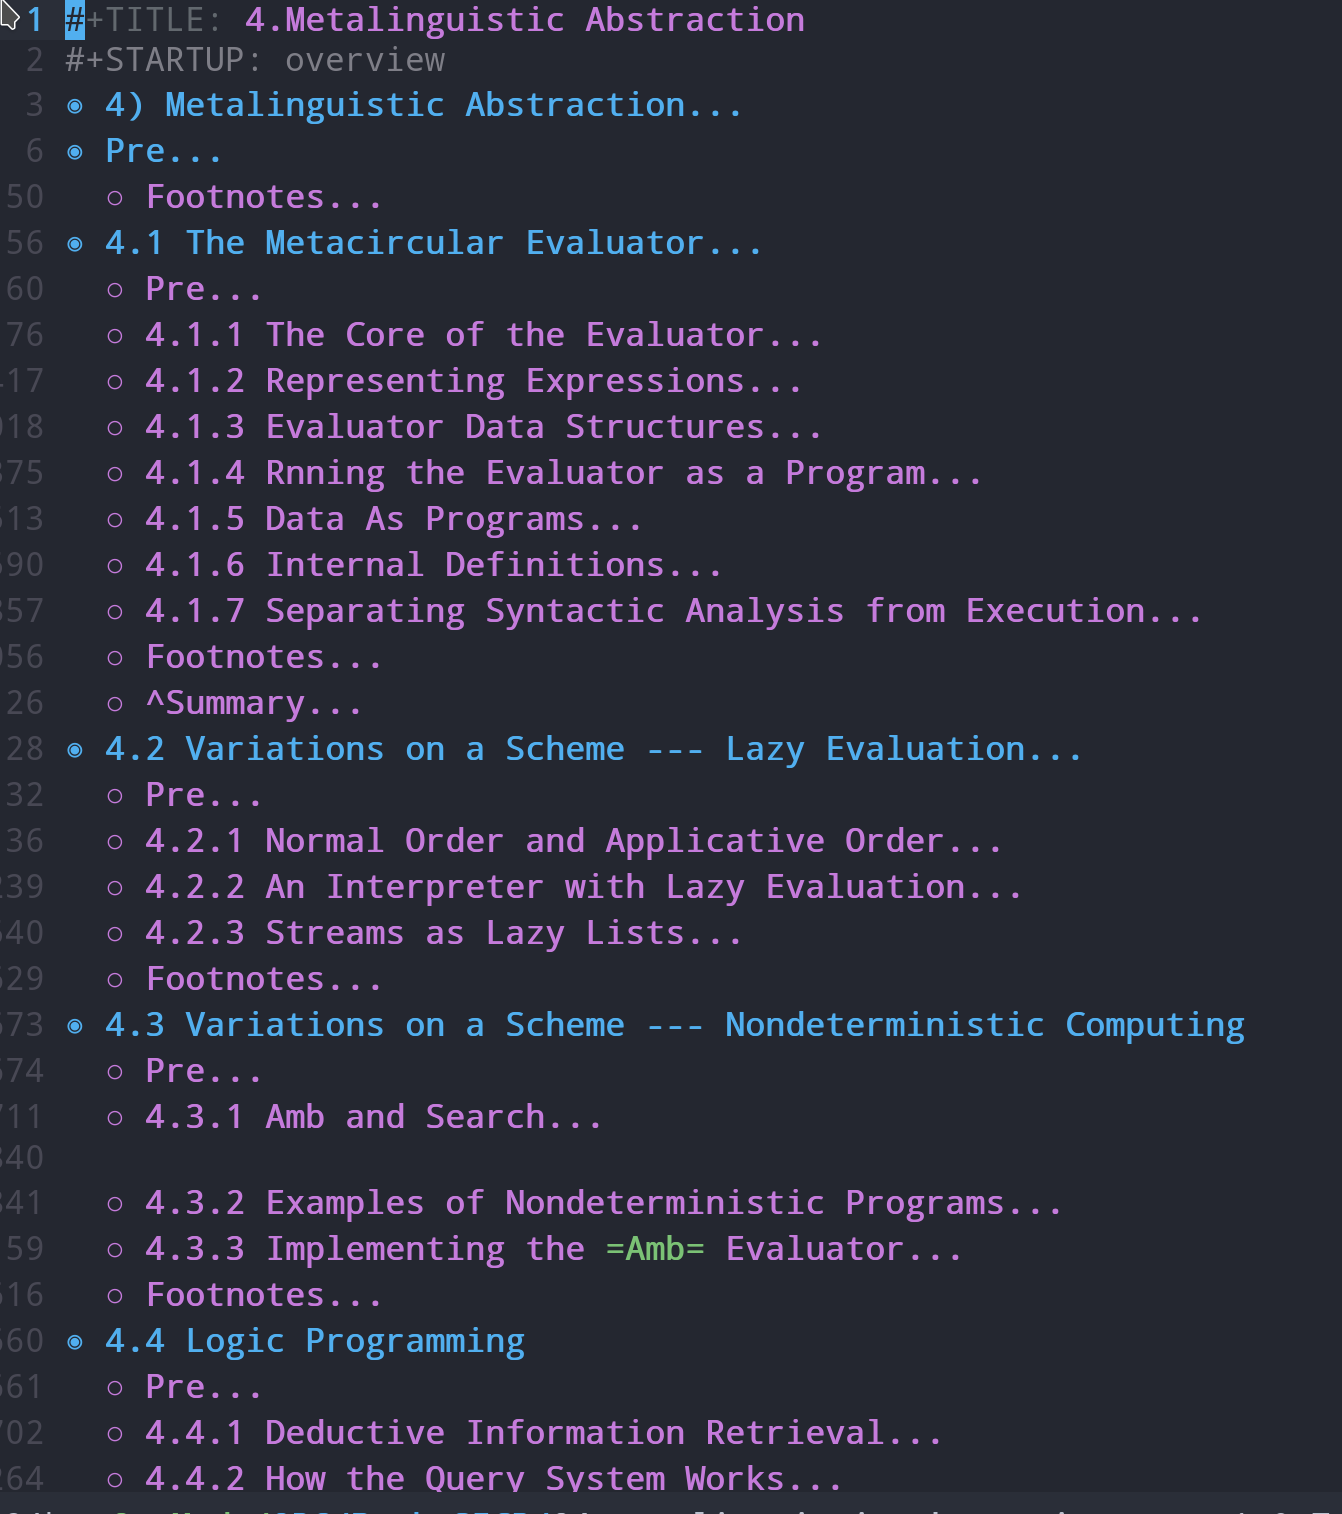 1 #+TITLE: 4.Metalinguistic Abstraction
2 #+STARTUP: overview
3 ◉ 4) Metalinguistic Abstraction...
6 ◉ Pre...
50 ○ Footnotes...
56 ◉ 4.1 The Metacircular Evaluator...
60 ○ Pre...
76 ○ 4.1.1 The Core of the Evaluator...
17 ○ 4.1.2 Representing Expressions...
18 ○ 4.1.3 Evaluator Data Structures...
75 ○ 4.1.4 Rnning the Evaluator as a Program...
13 ○ 4.1.5 Data As Programs...
90 ○ 4.1.6 Internal Definitions...
57 ○ 4.1.7 Separating Syntactic Analysis from Execution...
56 ○ Footnotes...
26 ○ ^Summary...
28 ◉ 4.2 Variations on a Scheme --- Lazy Evaluation...
32 ○ Pre...
36 ○ 4.2.1 Normal Order and Applicative Order...
39 ○ 4.2.2 An Interpreter with Lazy Evaluation...
40 ○ 4.2.3 Streams as Lazy Lists...
29 ○ Footnotes...
73 ◉ 4.3 Variations on a Scheme --- Nondeterministic Computing
74 ○ Pre...
11 ○ 4.3.1 Amb and Search...
40
41 ○ 4.3.2 Examples of Nondeterministic Programs...
59 ○ 4.3.3 Implementing the =Amb= Evaluator...
16 ○ Footnotes...
60 ◉ 4.4 Logic Programming
61 ○ Pre...
02 ○ 4.4.1 Deductive Information Retrieval...
64 ○ 4.4.2 How the Query System Works...